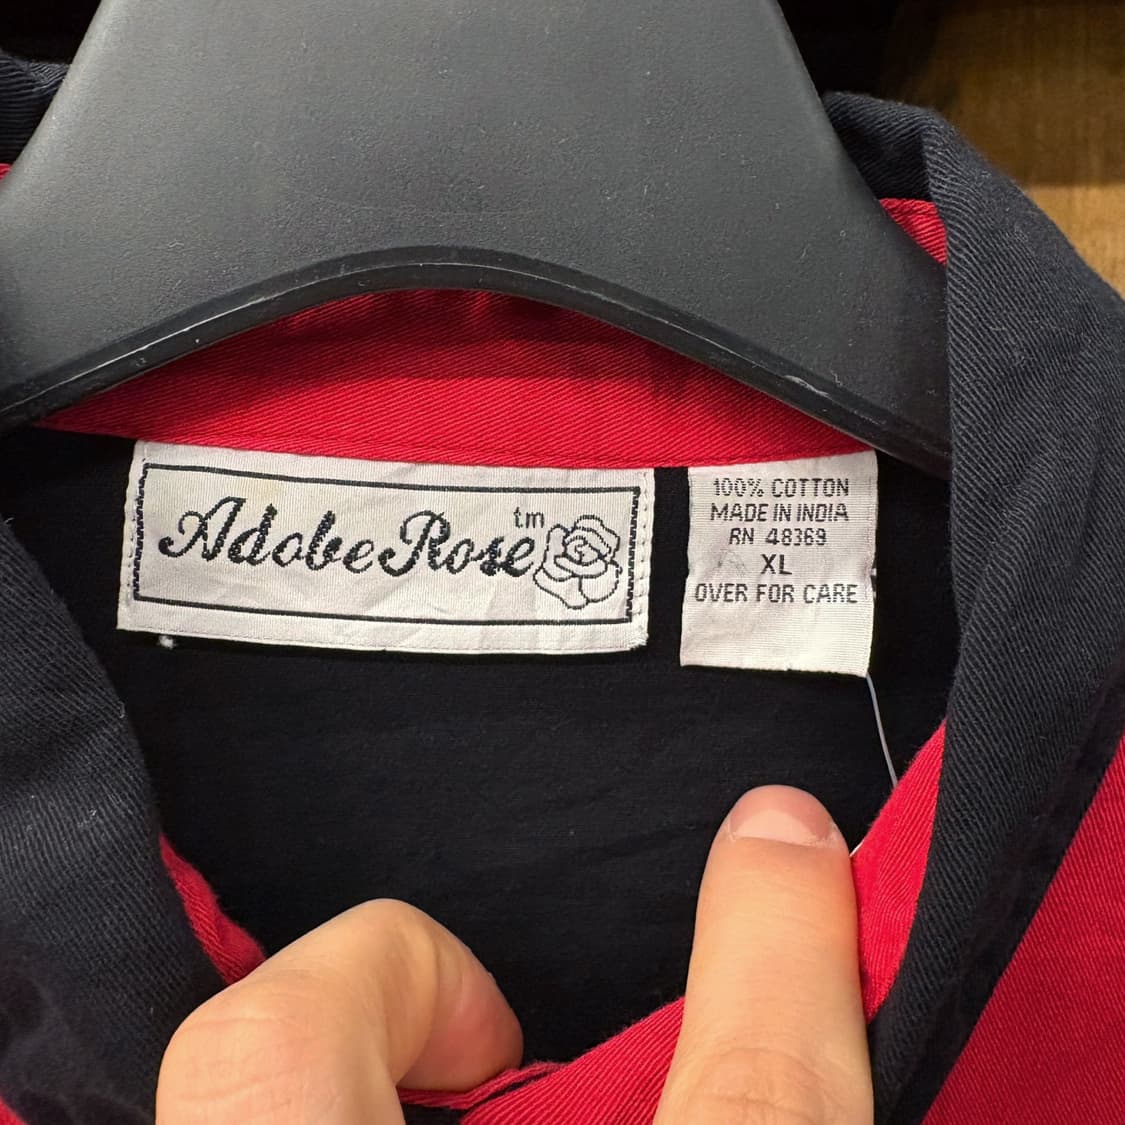 Adobe Rose tm
100% COTTON
MADE IN INDIA
RN 48369
XL
OVER FOR CARE